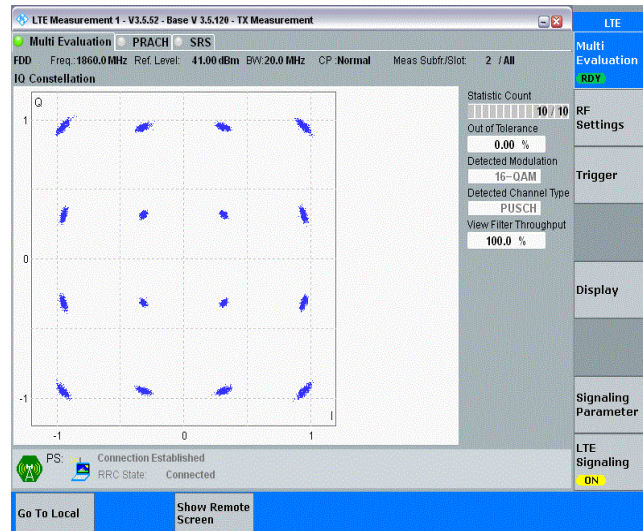 LTE Measurement 1 - V3.5.52 - Base V 3.5.120 - TX Measurement
LTE
Multi Evaluation PRACH SRS
FDD Freq.: 1860.0 MHz Ref. Level: 41.00 dBm BW: 20.0 MHz CP : Normal Meas Subfr./Slot: 2 / All
IQ Constellation
Q
1
0
-1
I
-1 0 1
Statistic Count
10 / 10
Out of Tolerance
0.00 %
Detected Modulation
16-QAM
Detected Channel Type
PUSCH
View Filter Throughput
100.0 %
PS: Connection Established
RRC State: Connected
Multi
Evaluation
RDY
RF
Settings
Trigger
Display
Signaling
Parameter
LTE
Signaling
ON
Go To Local
Show Remote
Screen